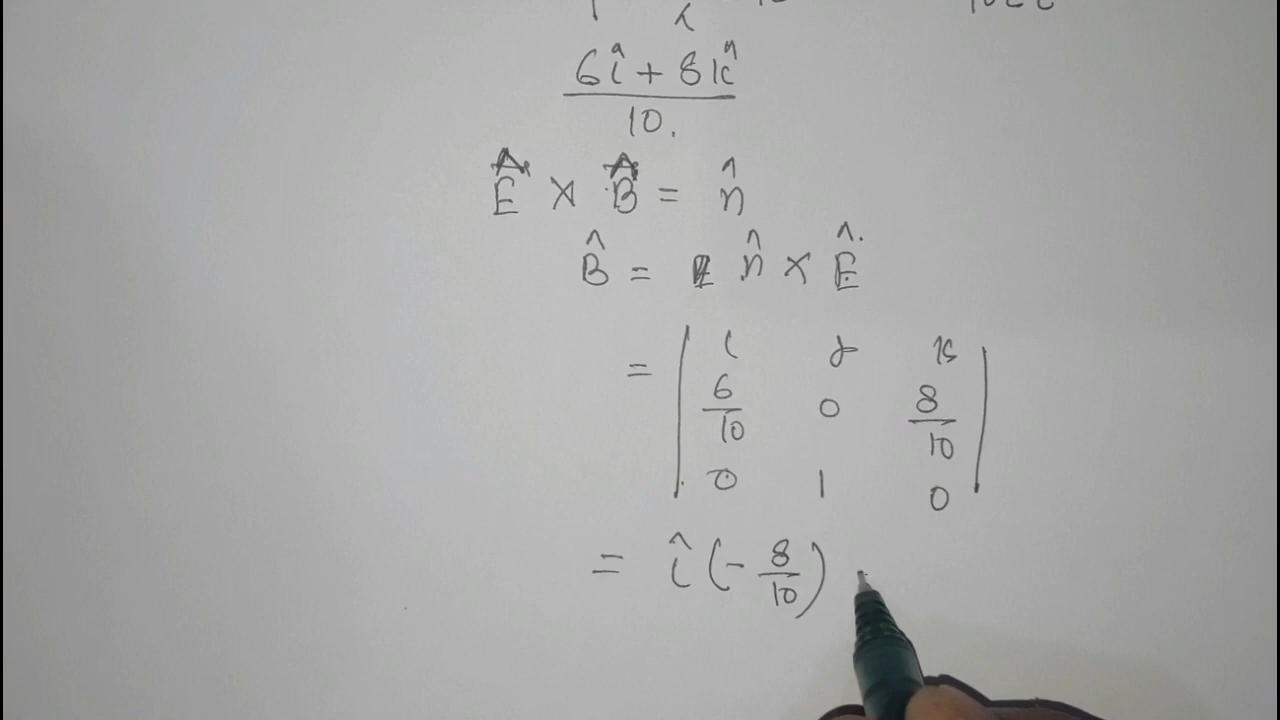 6î + 8k̂
10.
Ê × B̂ = n̂
B̂ = n̂ × Ê
= | i j k |
6/10 0 8/10
0 1 0
= î (- 8/10)